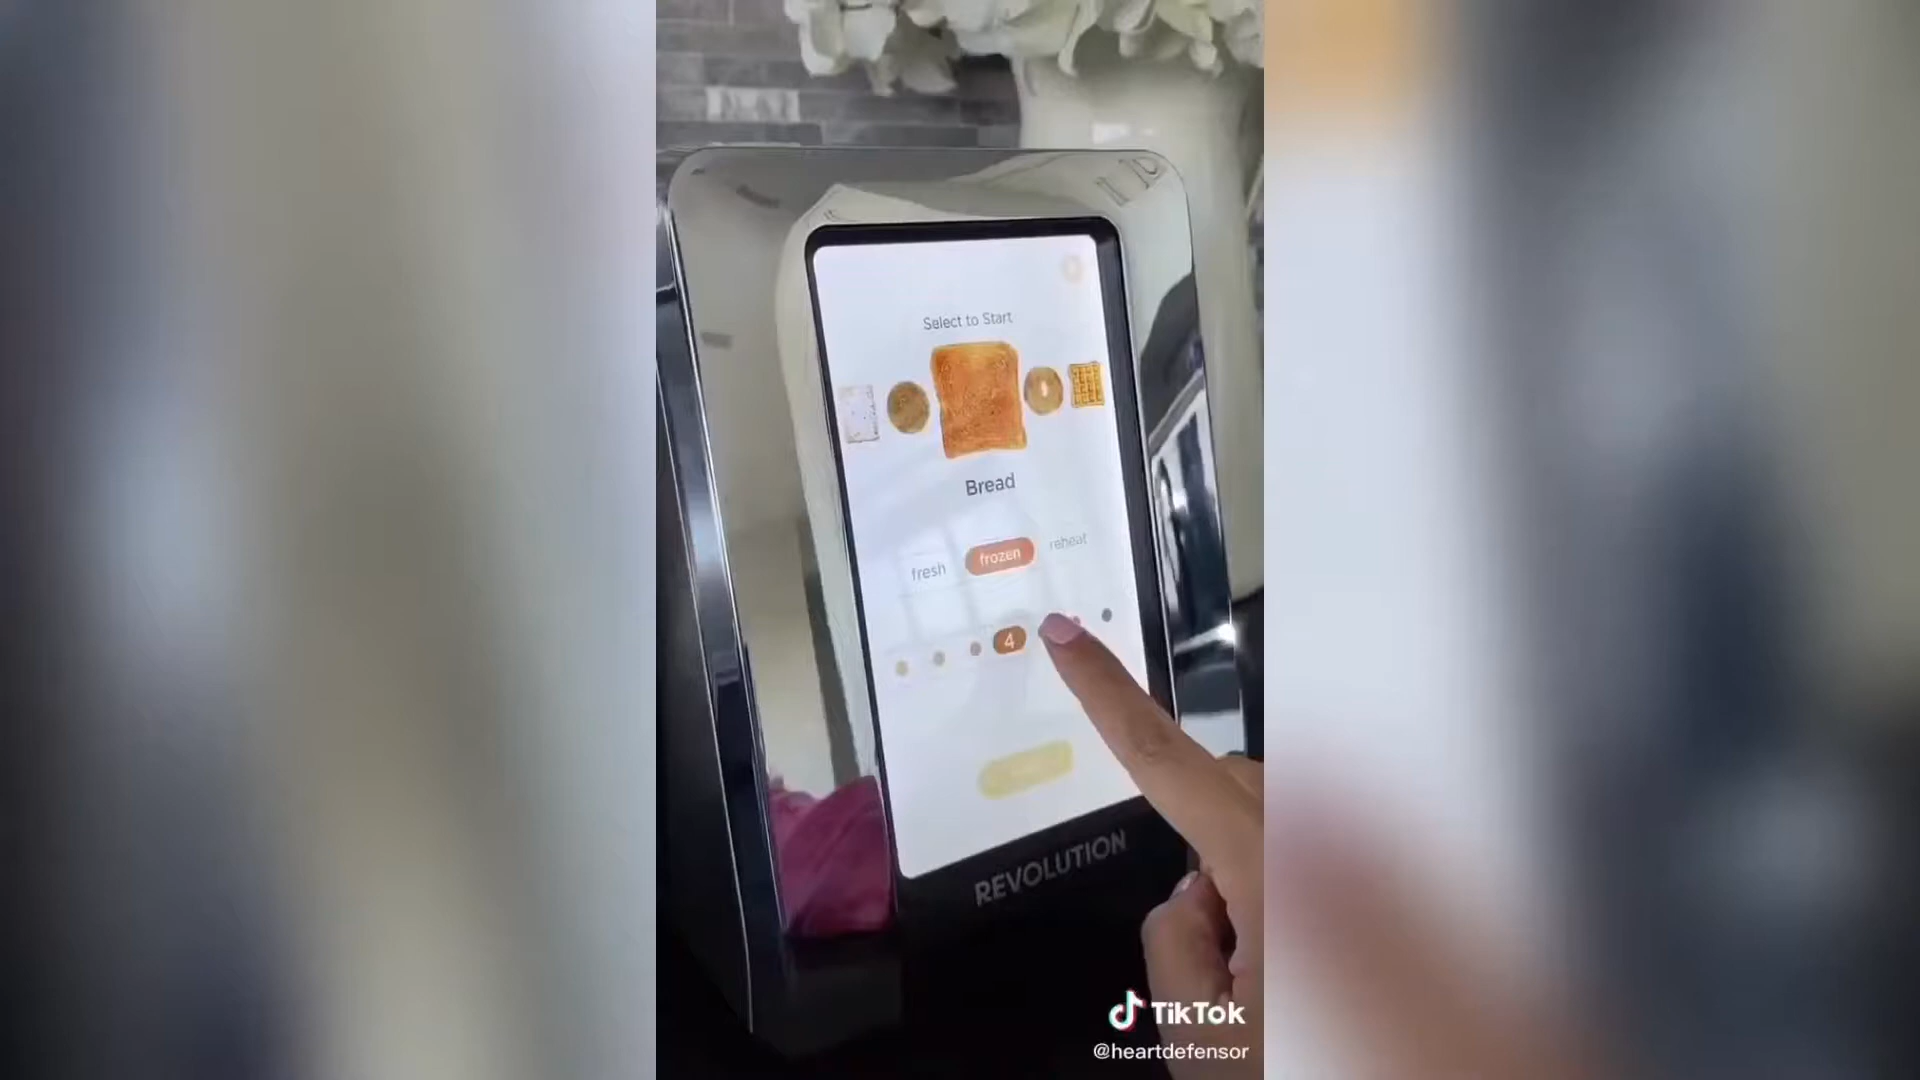 Select to Start
Bread
fresh
frozen
reheat
4
REVOLUTION
TikTok
@heartdefensor